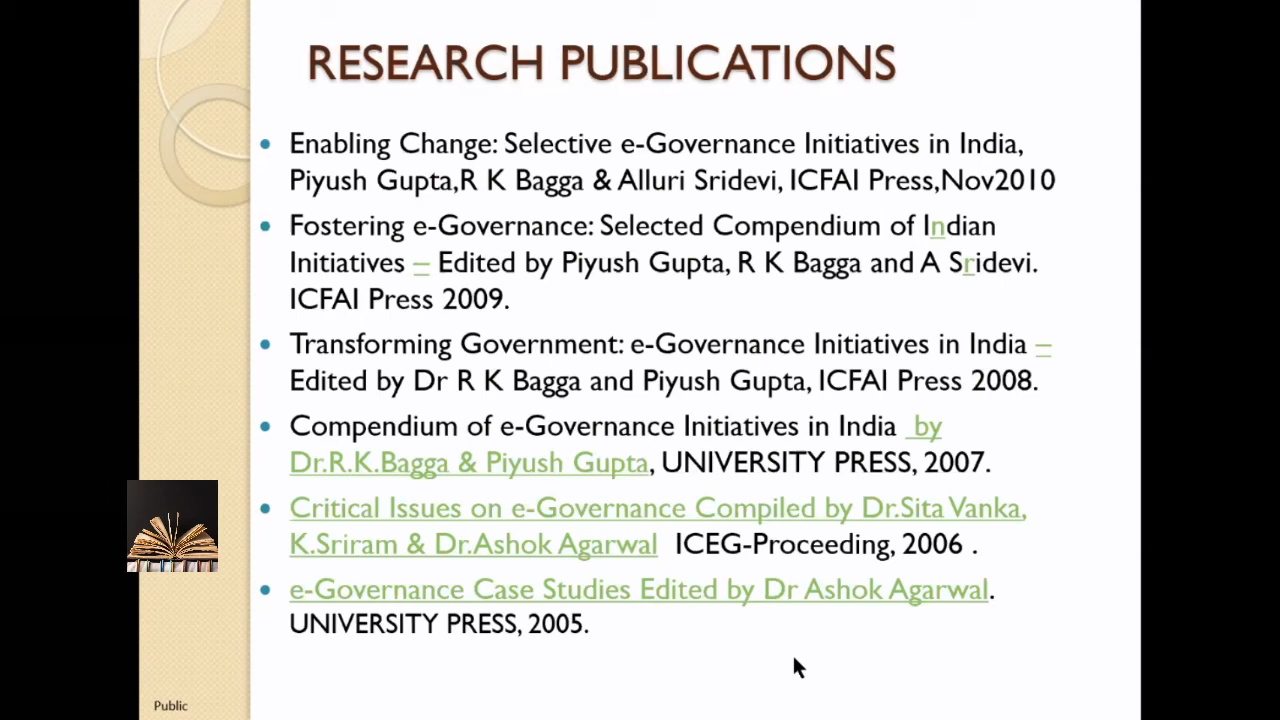 RESEARCH PUBLICATIONS
• Enabling Change: Selective e-Governance Initiatives in India,
Piyush Gupta,R K Bagga & Alluri Sridevi, ICFAI Press,Nov2010
• Fostering e-Governance: Selected Compendium of Indian
Initiatives – Edited by Piyush Gupta, R K Bagga and A Sridevi.
ICFAI Press 2009.
• Transforming Government: e-Governance Initiatives in India –
Edited by Dr R K Bagga and Piyush Gupta, ICFAI Press 2008.
• Compendium of e-Governance Initiatives in India by
Dr.R.K.Bagga & Piyush Gupta, UNIVERSITY PRESS, 2007.
• Critical Issues on e-Governance Compiled by Dr.Sita Vanka,
K.Sriram & Dr.Ashok Agarwal ICEG-Proceeding, 2006 .
• e-Governance Case Studies Edited by Dr Ashok Agarwal.
UNIVERSITY PRESS, 2005.
Public